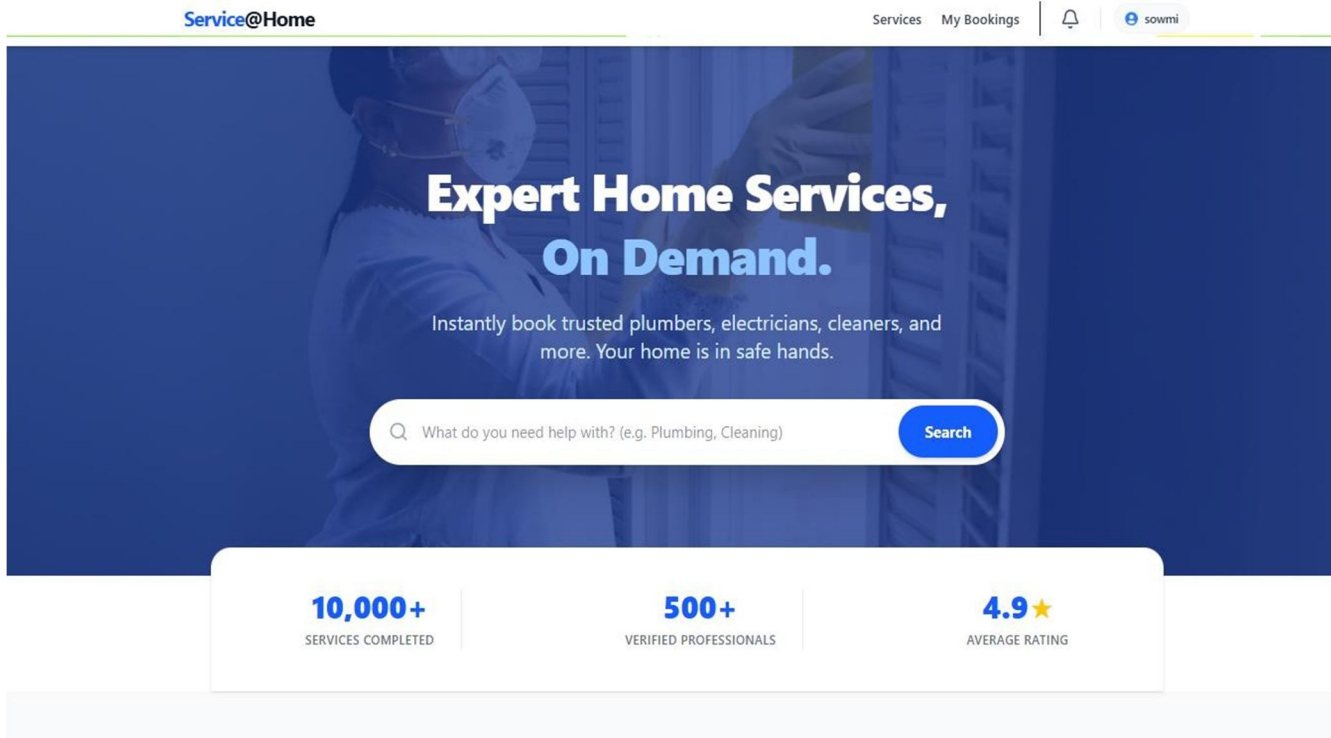 Service@Home
Services
My Bookings
sowmi
Expert Home Services,
On Demand.
Instantly book trusted plumbers, electricians, cleaners, and
more. Your home is in safe hands.
What do you need help with? (e.g. Plumbing, Cleaning)
Search
10,000+
SERVICES COMPLETED
500+
VERIFIED PROFESSIONALS
4.9★
AVERAGE RATING